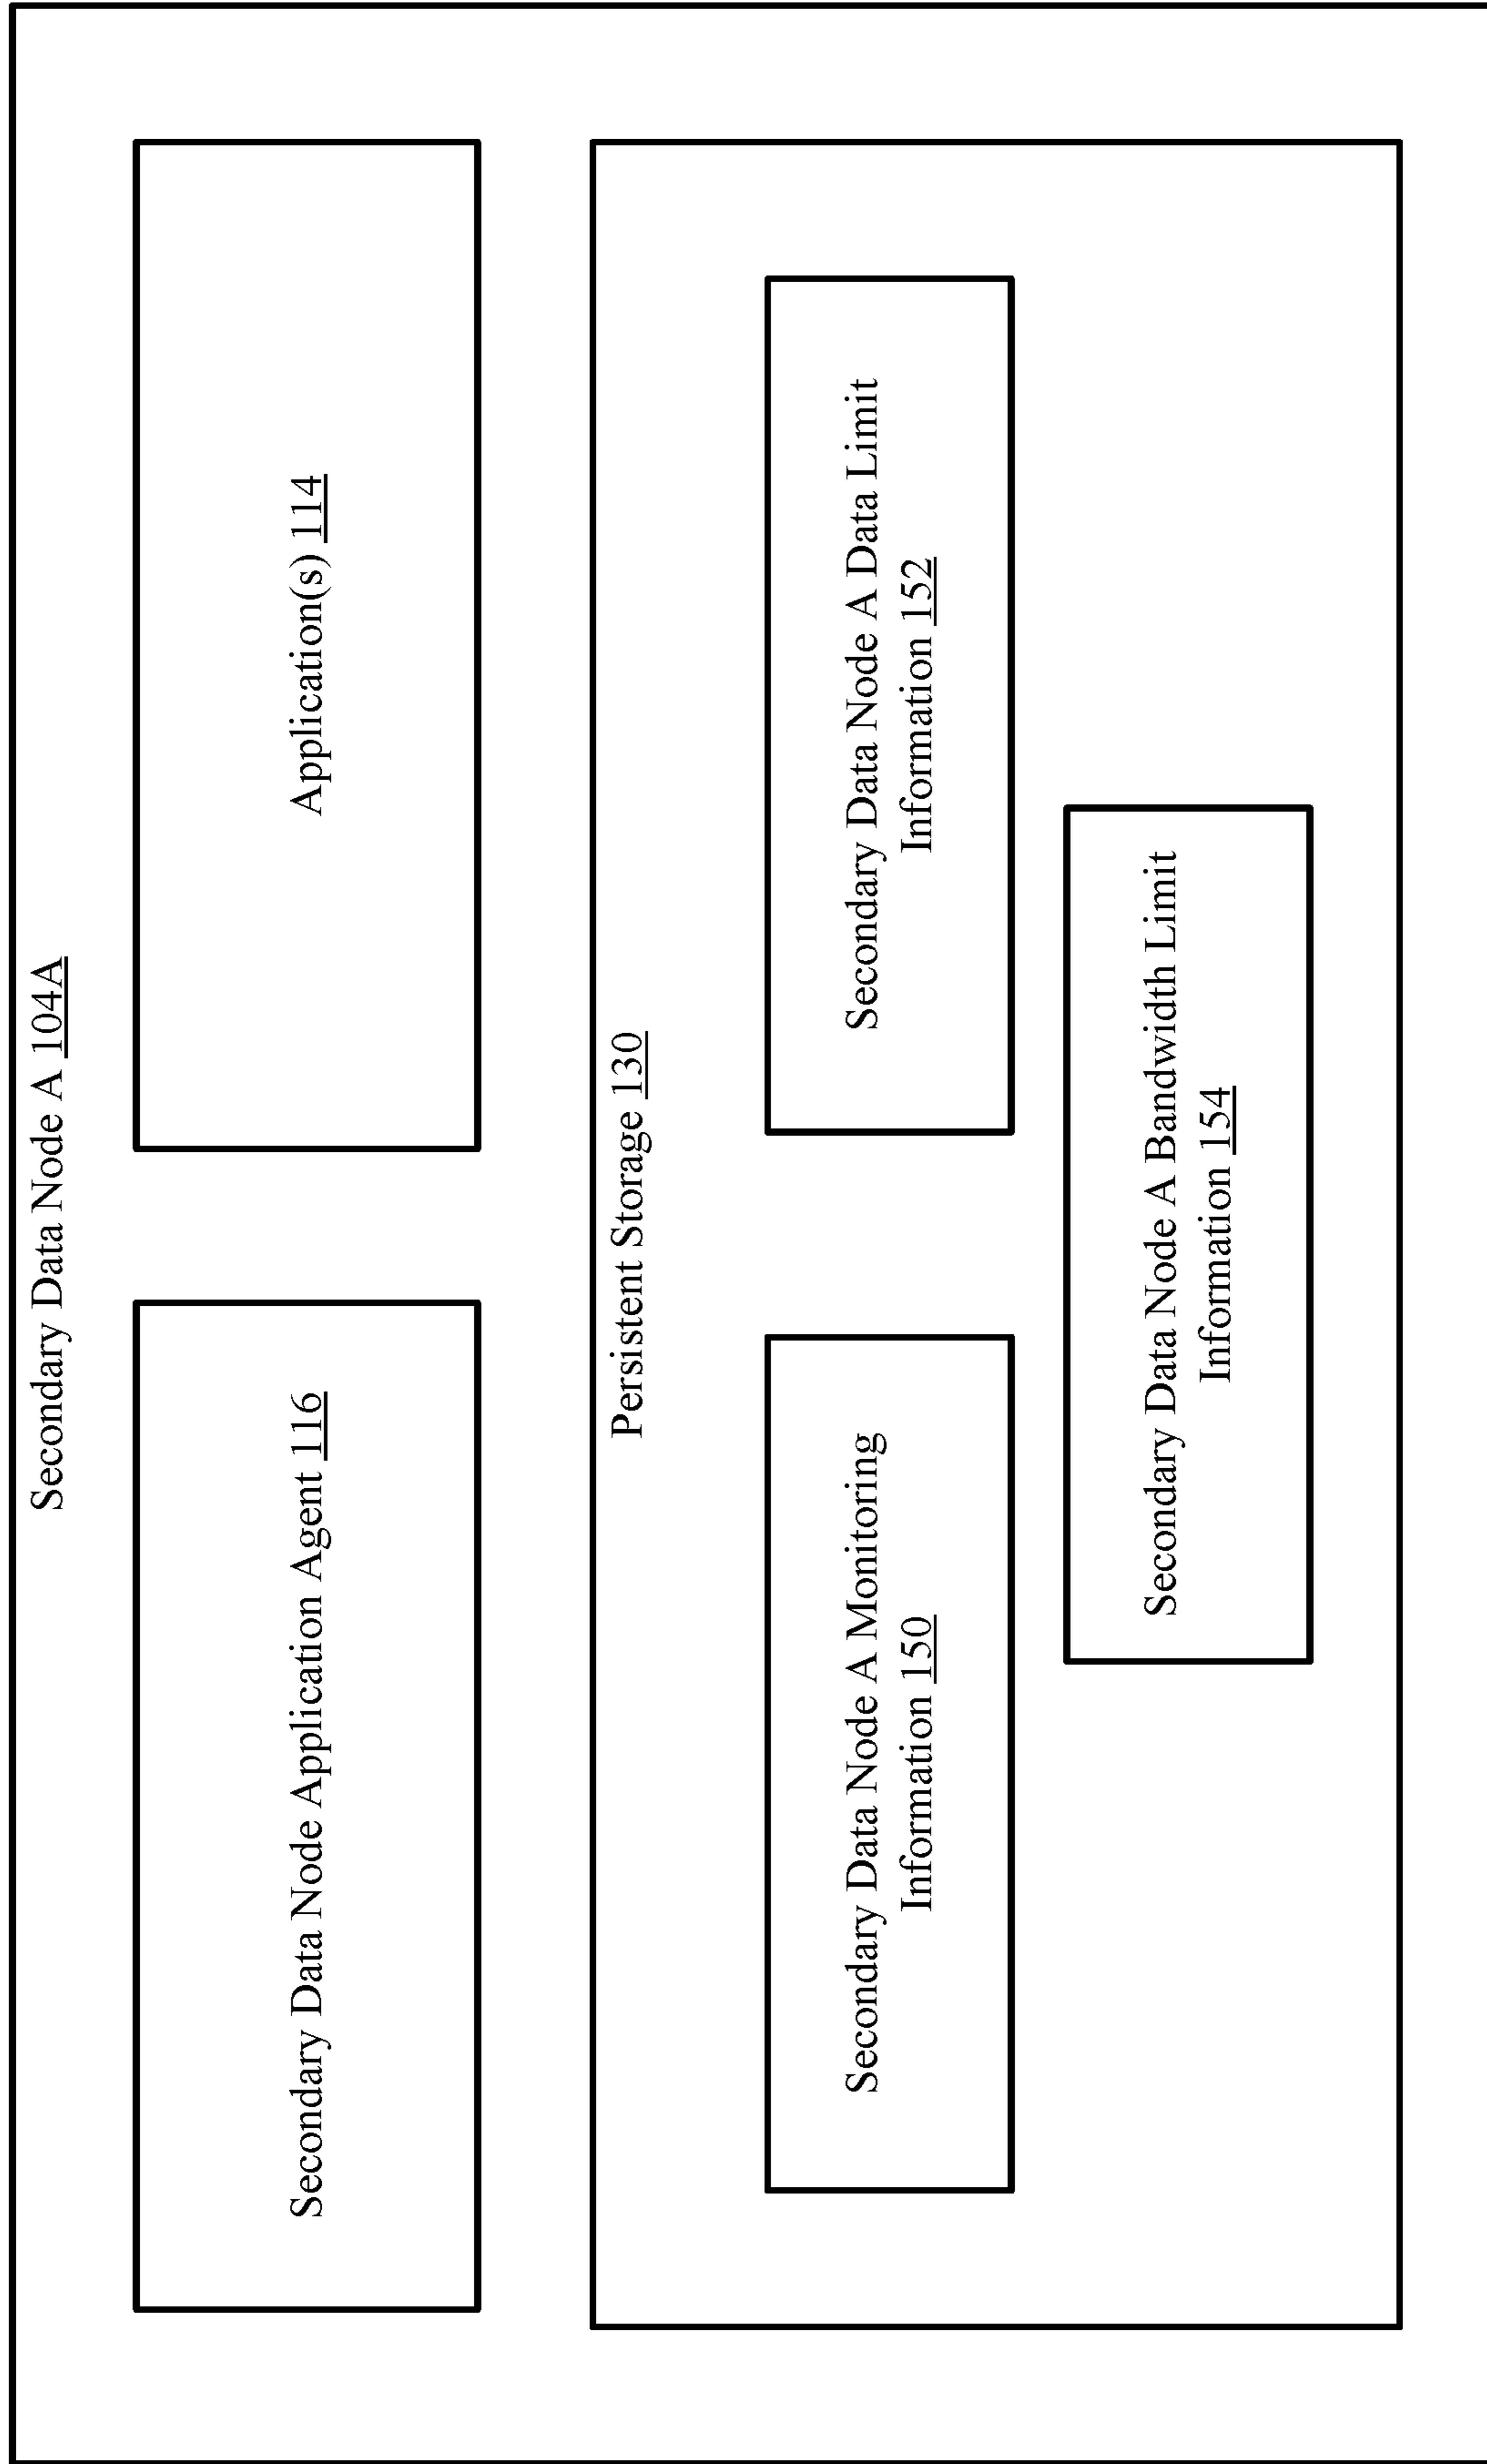 Secondary Data Node A 104A
Secondary Data Node Application Agent 116
Application(s) 114
Persistent Storage 130
Secondary Data Node A Monitoring
Information 150
Secondary Data Node A Data Limit
Information 152
Secondary Data Node A Bandwidth Limit
Information 154